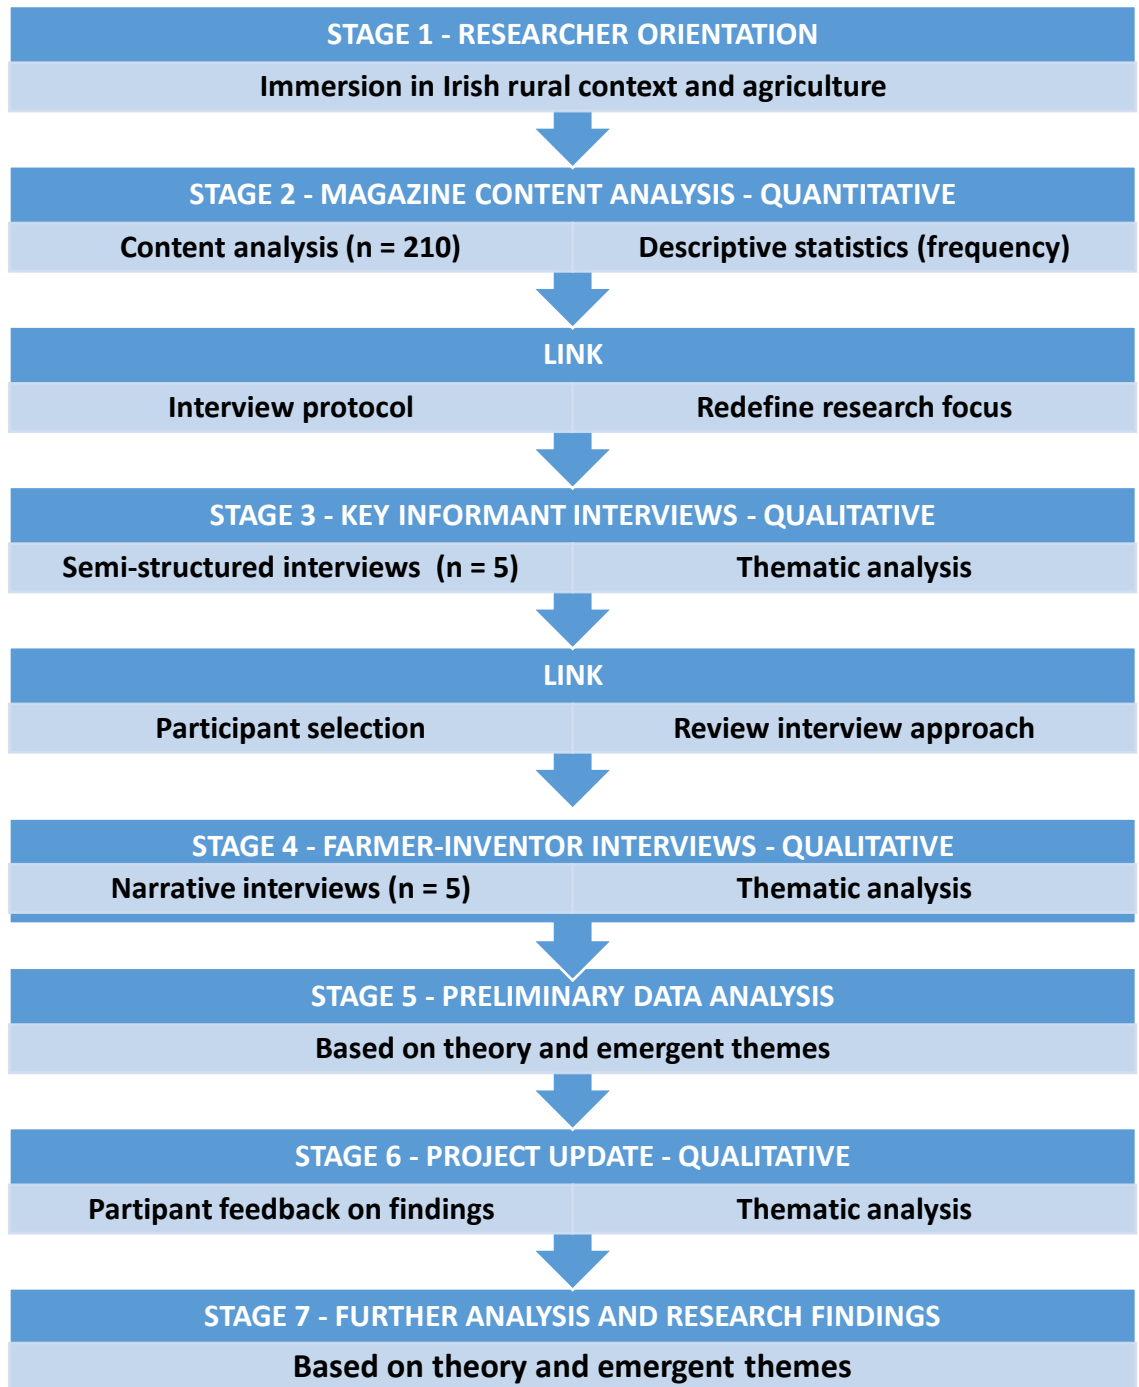 STAGE 1 - RESEARCHER ORIENTATION
Immersion in Irish rural context and agriculture
STAGE 2 - MAGAZINE CONTENT ANALYSIS - QUANTITATIVE
Content analysis (n = 210)
Descriptive statistics (frequency)
LINK
Interview protocol
Redefine research focus
STAGE 3 - KEY INFORMANT INTERVIEWS - QUALITATIVE
Semi-structured interviews (n = 5)
Thematic analysis
LINK
Participant selection
Review interview approach
STAGE 4 - FARMER-INVENTOR INTERVIEWS - QUALITATIVE
Narrative interviews (n = 5)
Thematic analysis
STAGE 5 - PRELIMINARY DATA ANALYSIS
Based on theory and emergent themes
STAGE 6 - PROJECT UPDATE - QUALITATIVE
Partipant feedback on findings
Thematic analysis
STAGE 7 - FURTHER ANALYSIS AND RESEARCH FINDINGS
Based on theory and emergent themes